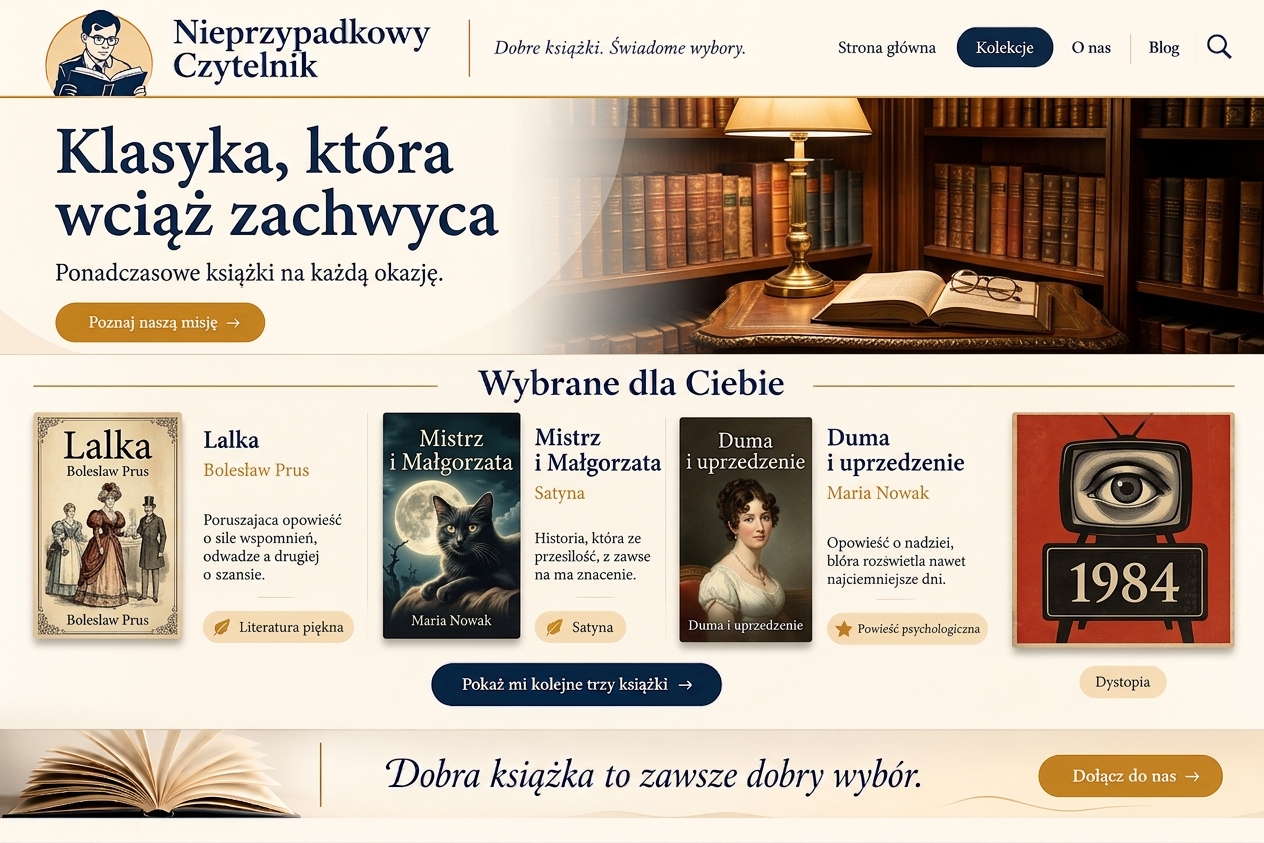 Nieprzypadkowy
Czytelnik
Dobre książki. Świadome wybory.
Strona główna
Kolekcje
O nas
Blog
Klasyka, która
wciąż zachwyca
Ponadczasowe książki na każdą okazję.
Poznaj naszą misję →
Wybrane dla Ciebie
Lalka
Bolesław Prus
Bolesław Prus
Lalka
Bolesław Prus
Poruszajaca opowieść
o sile wspomnień,
odwadze a drugiej
o szansie.
Literatura piękna
Mistrz
i Małgorzata
Maria Nowak
Mistrz
i Małgorzata
Satyna
Historia, która ze
przesilość, z zawse
na ma znacenie.
Satyna
Duma
i uprzedzenie
Duma i uprzedzenie
Duma
i uprzedzenie
Maria Nowak
Opowieść o nadziei,
blóra rozświetla nawet
najciemniejsze dni.
Powieść psychologiczna
1984
Dystopia
Pokaż mi kolejne trzy książki →
Dobra książka to zawsze dobry wybór.
Dołącz do nas →